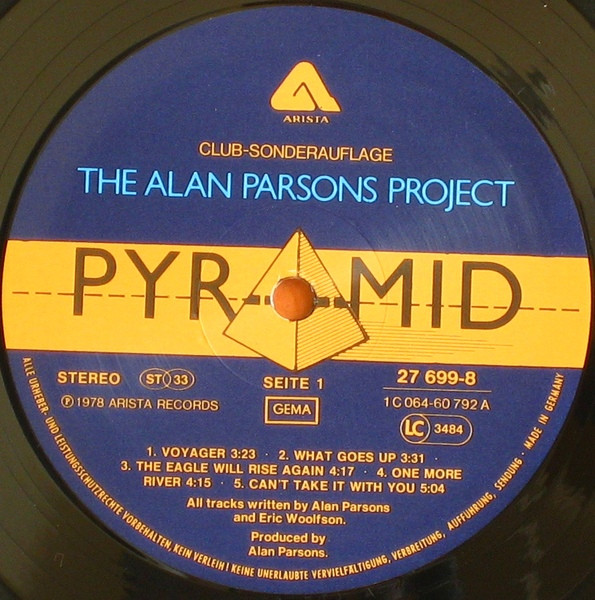 ARISTA
CLUB-SONDERAUFLAGE
THE ALAN PARSONS PROJECT
PYR MID
STEREO ST 33 SEITE 1 27 699-8
Ⓟ 1978 ARISTA RECORDS GEMA 1C 064-60 792 A
LC 3484
1. VOYAGER 3:23 · 2. WHAT GOES UP 3:31 ·
3. THE EAGLE WILL RISE AGAIN 4:17 · 4. ONE MORE
RIVER 4:15 · 5. CAN'T TAKE IT WITH YOU 5:04
All tracks written by Alan Parsons
and Eric Woolfson.
Produced by
Alan Parsons.
ALLE URHEBER- UND LEISTUNGSSCHUTZRECHTE VORBEHALTEN, KEIN VERLEIH! KEINE UNERLAUBTE VERVIELFÄLTIGUNG, VERBREITUNG, AUFFÜHRUNG, SENDUNG · MADE IN GERMANY